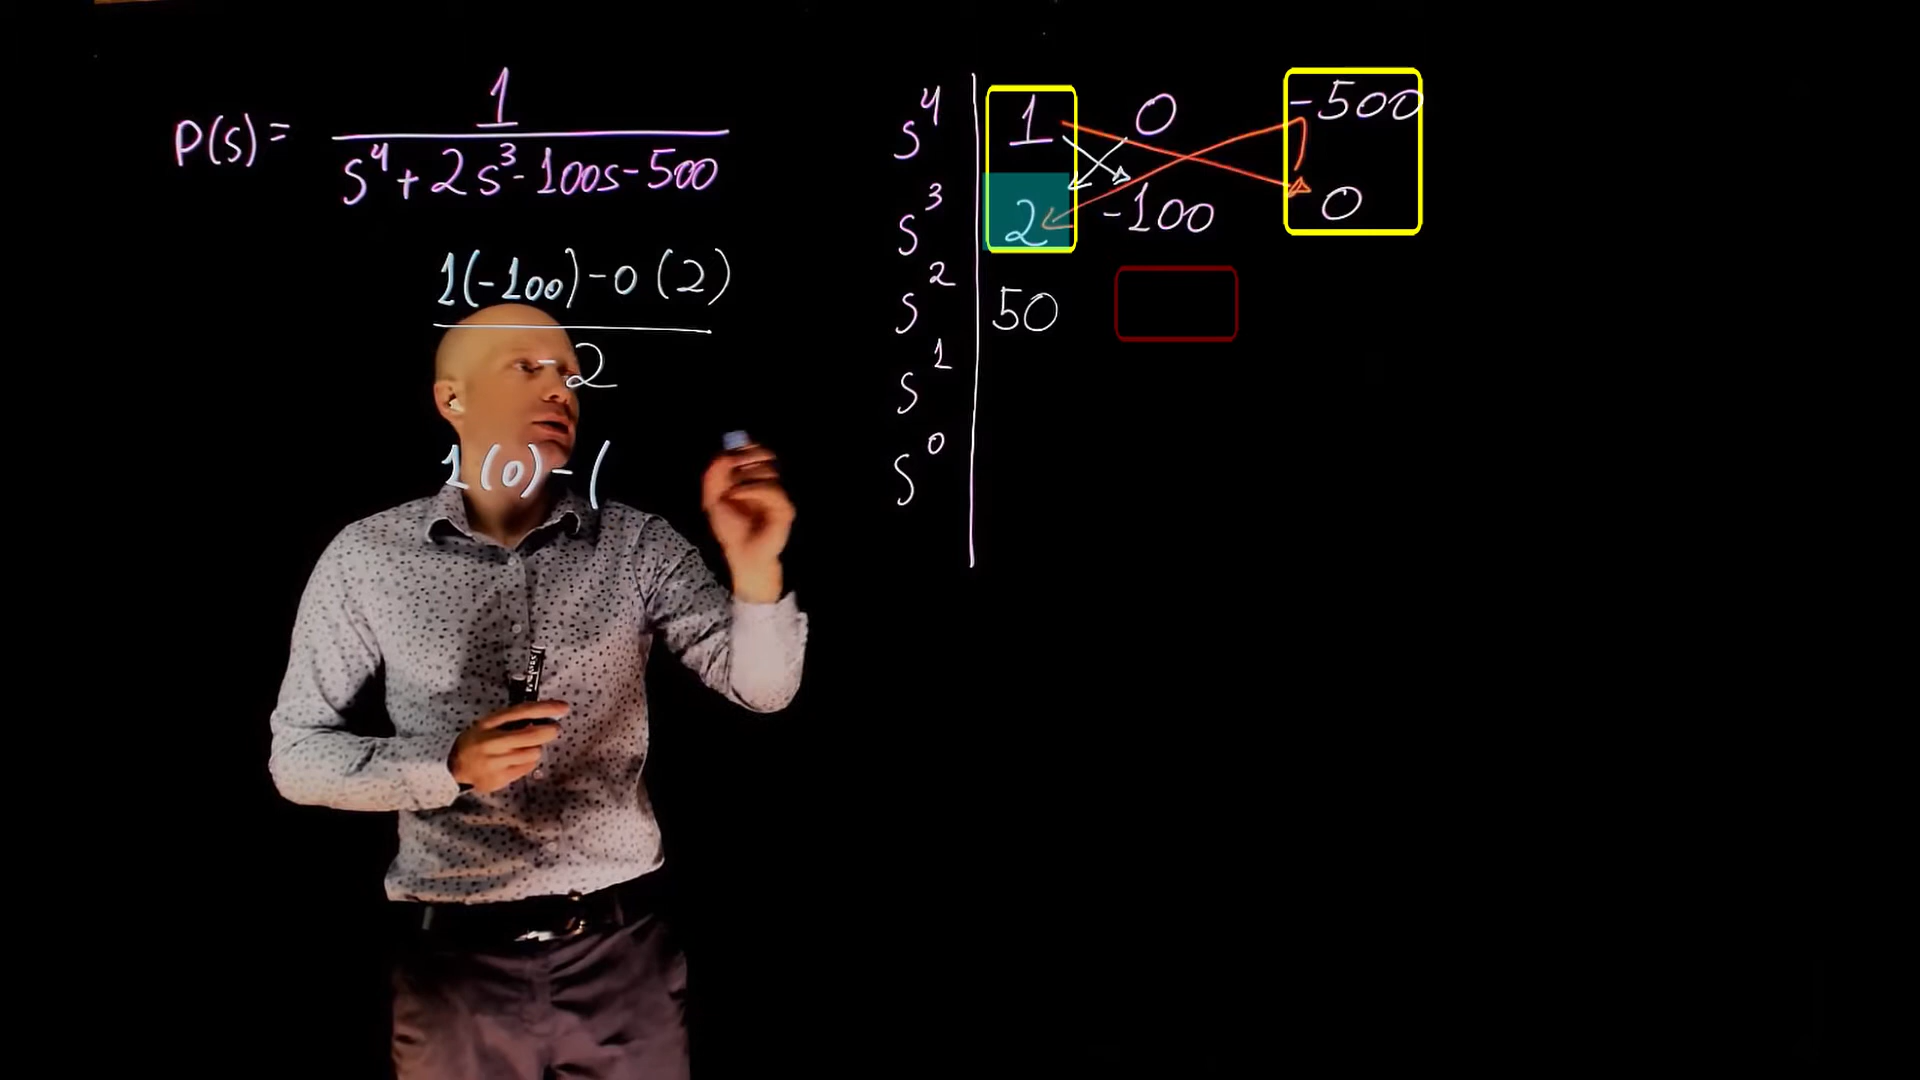 P(s) = 1 / s⁴ + 2s³ - 100s - 500
1(-100) - 0 (2)
-2
1(0) - (
s⁴ 1 0 -500
s³ 2 -100 0
s² 50
s¹
s⁰